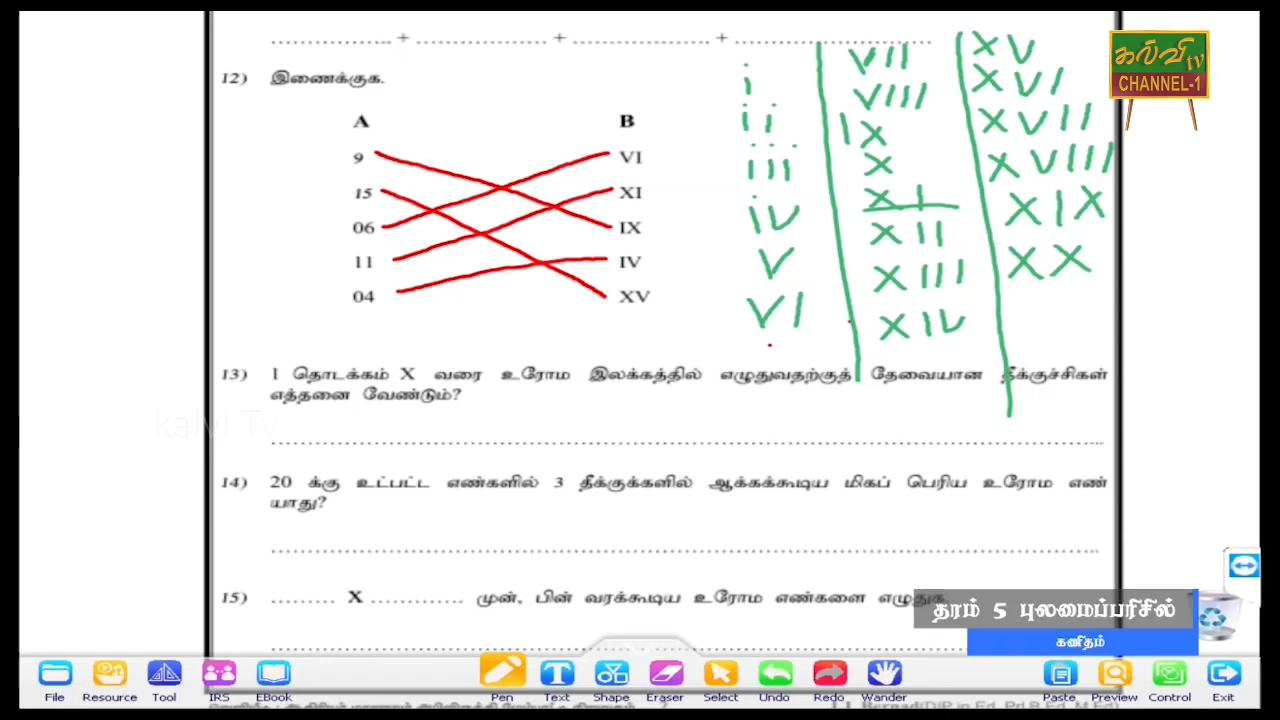 ................. + ................... + .................... + .............................
12) இணைக்குக.
A B
9 VI
15 XI
06 IX
11 IV
04 XV
i
ii
iii
iv
V
VI
VII
VIII
IX
X
XI
XII
XIII
XIV
XV
XVI
XVII
XVIII
XIX
XX
கல்வி tv
CHANNEL-1
13) 1 தொடக்கம் X வரை உரோம இலக்கத்தில் எழுதுவதற்குத் தேவையான தீக்குச்சிகள்
எத்தனை வேண்டும்?
kalvi Tv
14) 20 க்கு உட்பட்ட எண்களில் 3 தீக்குக்களில் ஆக்கக்கூடிய மிகப் பெரிய உரோம எண்
யாது?
15) ......... X ............. முன், பின் வரக்கூடிய உரோம எண்களை எழுதுக.
தரம் 5 புலமைப்பரிசில்
கணிதம்
File Resource Tool IRS EBook Pen Text Shape Eraser Select Undo Redo Wander Paste Preview Control Exit